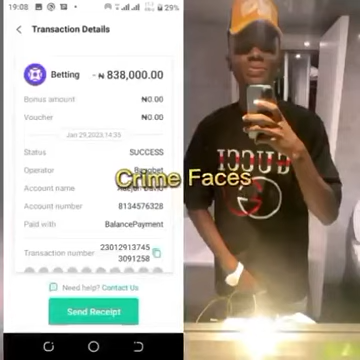 19:08
29%
Transaction Details
Betting
-₦838,000.00
Bonus amount ₦0.00
Voucher ₦0.00
Jan 29,2023 14:35
Status SUCCESS
Operator
Crime Faces
Account name
Account number 8134576328
Paid with BalancePayment
Transaction number 23012913745
3091258
Need help? Contact Us
Send Receipt
GUCCI